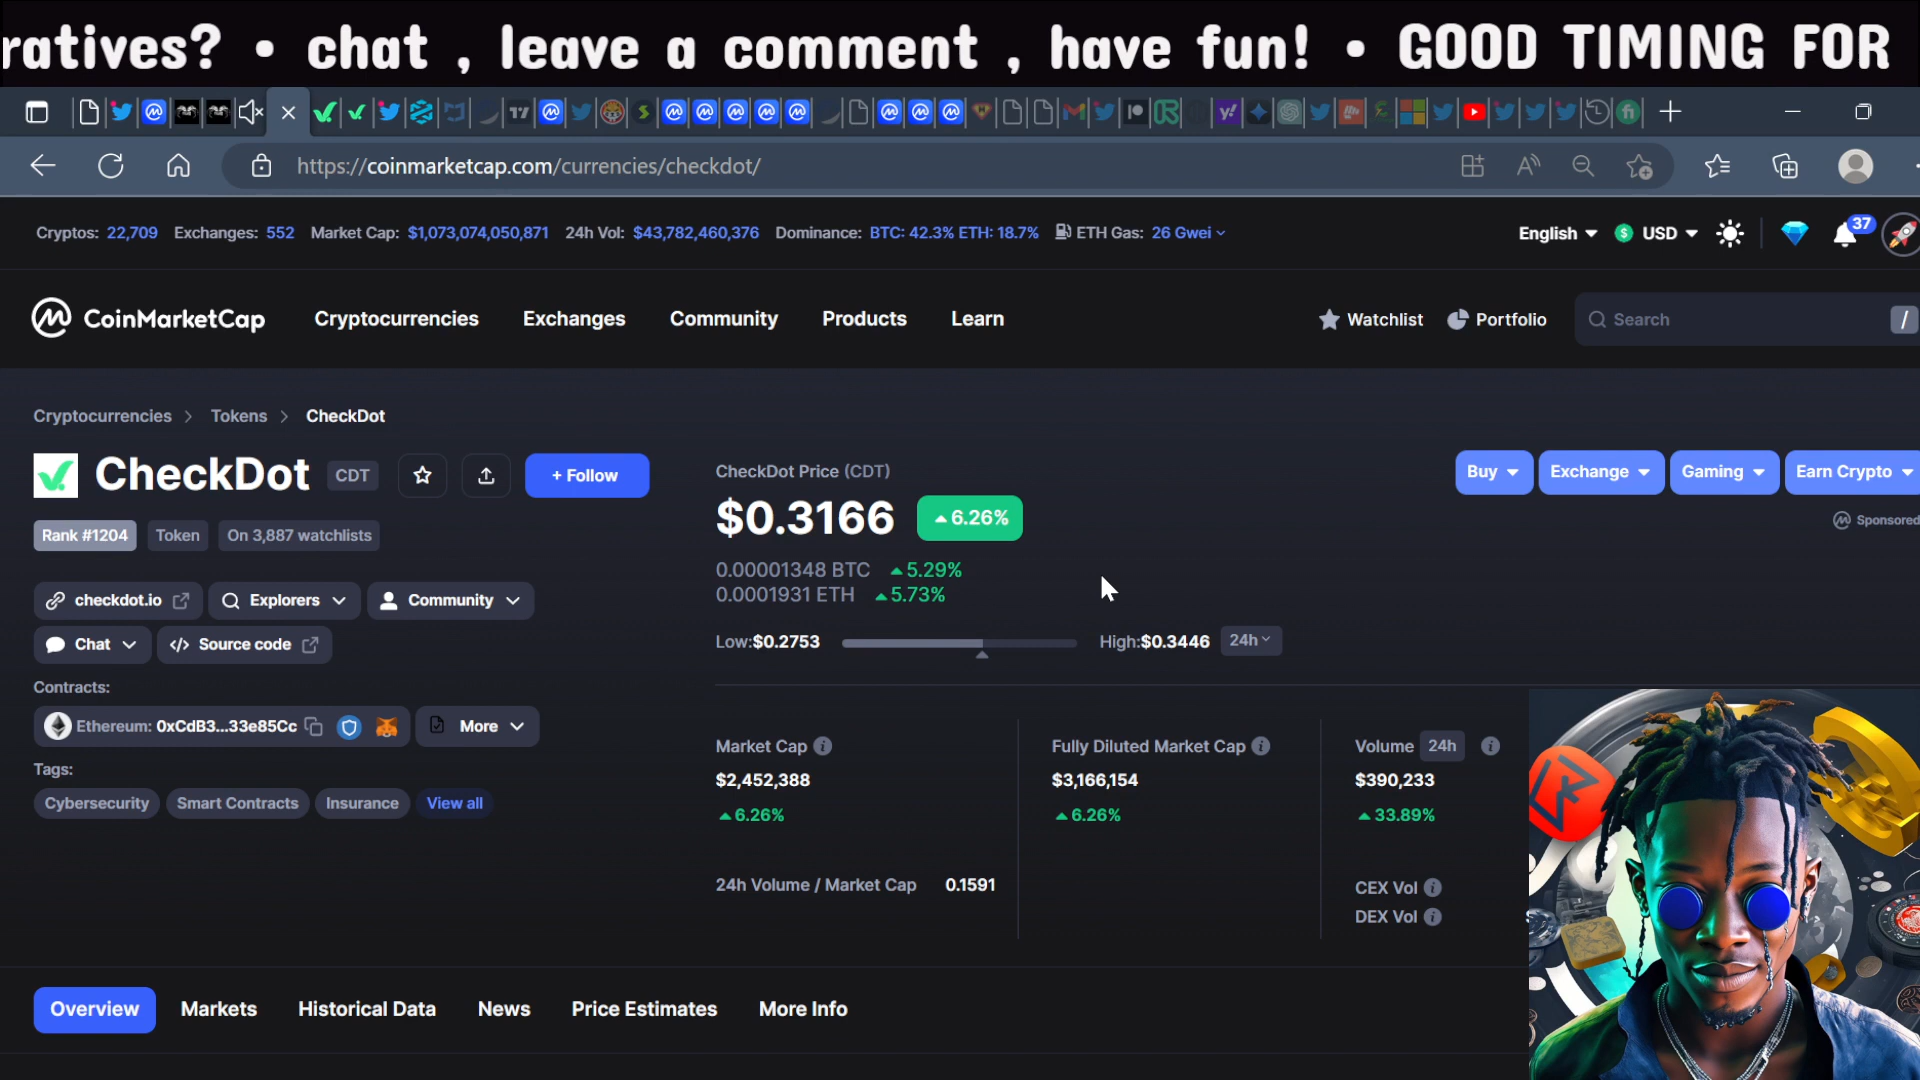 ratives? • chat , leave a comment , have fun! • GOOD TIMING FOR
https://coinmarketcap.com/currencies/checkdot/
Cryptos: 22,709 Exchanges: 552 Market Cap: $1,073,074,050,871 24h Vol: $43,782,460,376 Dominance: BTC: 42.3% ETH: 18.7% ETH Gas: 26 Gwei
English $ USD 37
CoinMarketCap Cryptocurrencies Exchanges Community Products Learn
Watchlist Portfolio Search /
Cryptocurrencies > Tokens > CheckDot
CheckDot CDT + Follow
Rank #1204 Token On 3,887 watchlists
checkdot.io Explorers Community
Chat </> Source code
Contracts:
Ethereum: 0xCdB3...33e85Cc More
Tags:
Cybersecurity Smart Contracts Insurance View all
CheckDot Price (CDT)
$0.3166 6.26%
0.00001348 BTC 5.29%
0.0001931 ETH 5.73%
Low:$0.2753 High:$0.3446 24h
Buy Exchange Gaming Earn Crypto
Sponsored
Market Cap
$2,452,388
6.26%
24h Volume / Market Cap 0.1591
Fully Diluted Market Cap
$3,166,154
6.26%
Volume 24h
$390,233
33.89%
CEX Vol
DEX Vol
Overview Markets Historical Data News Price Estimates More Info